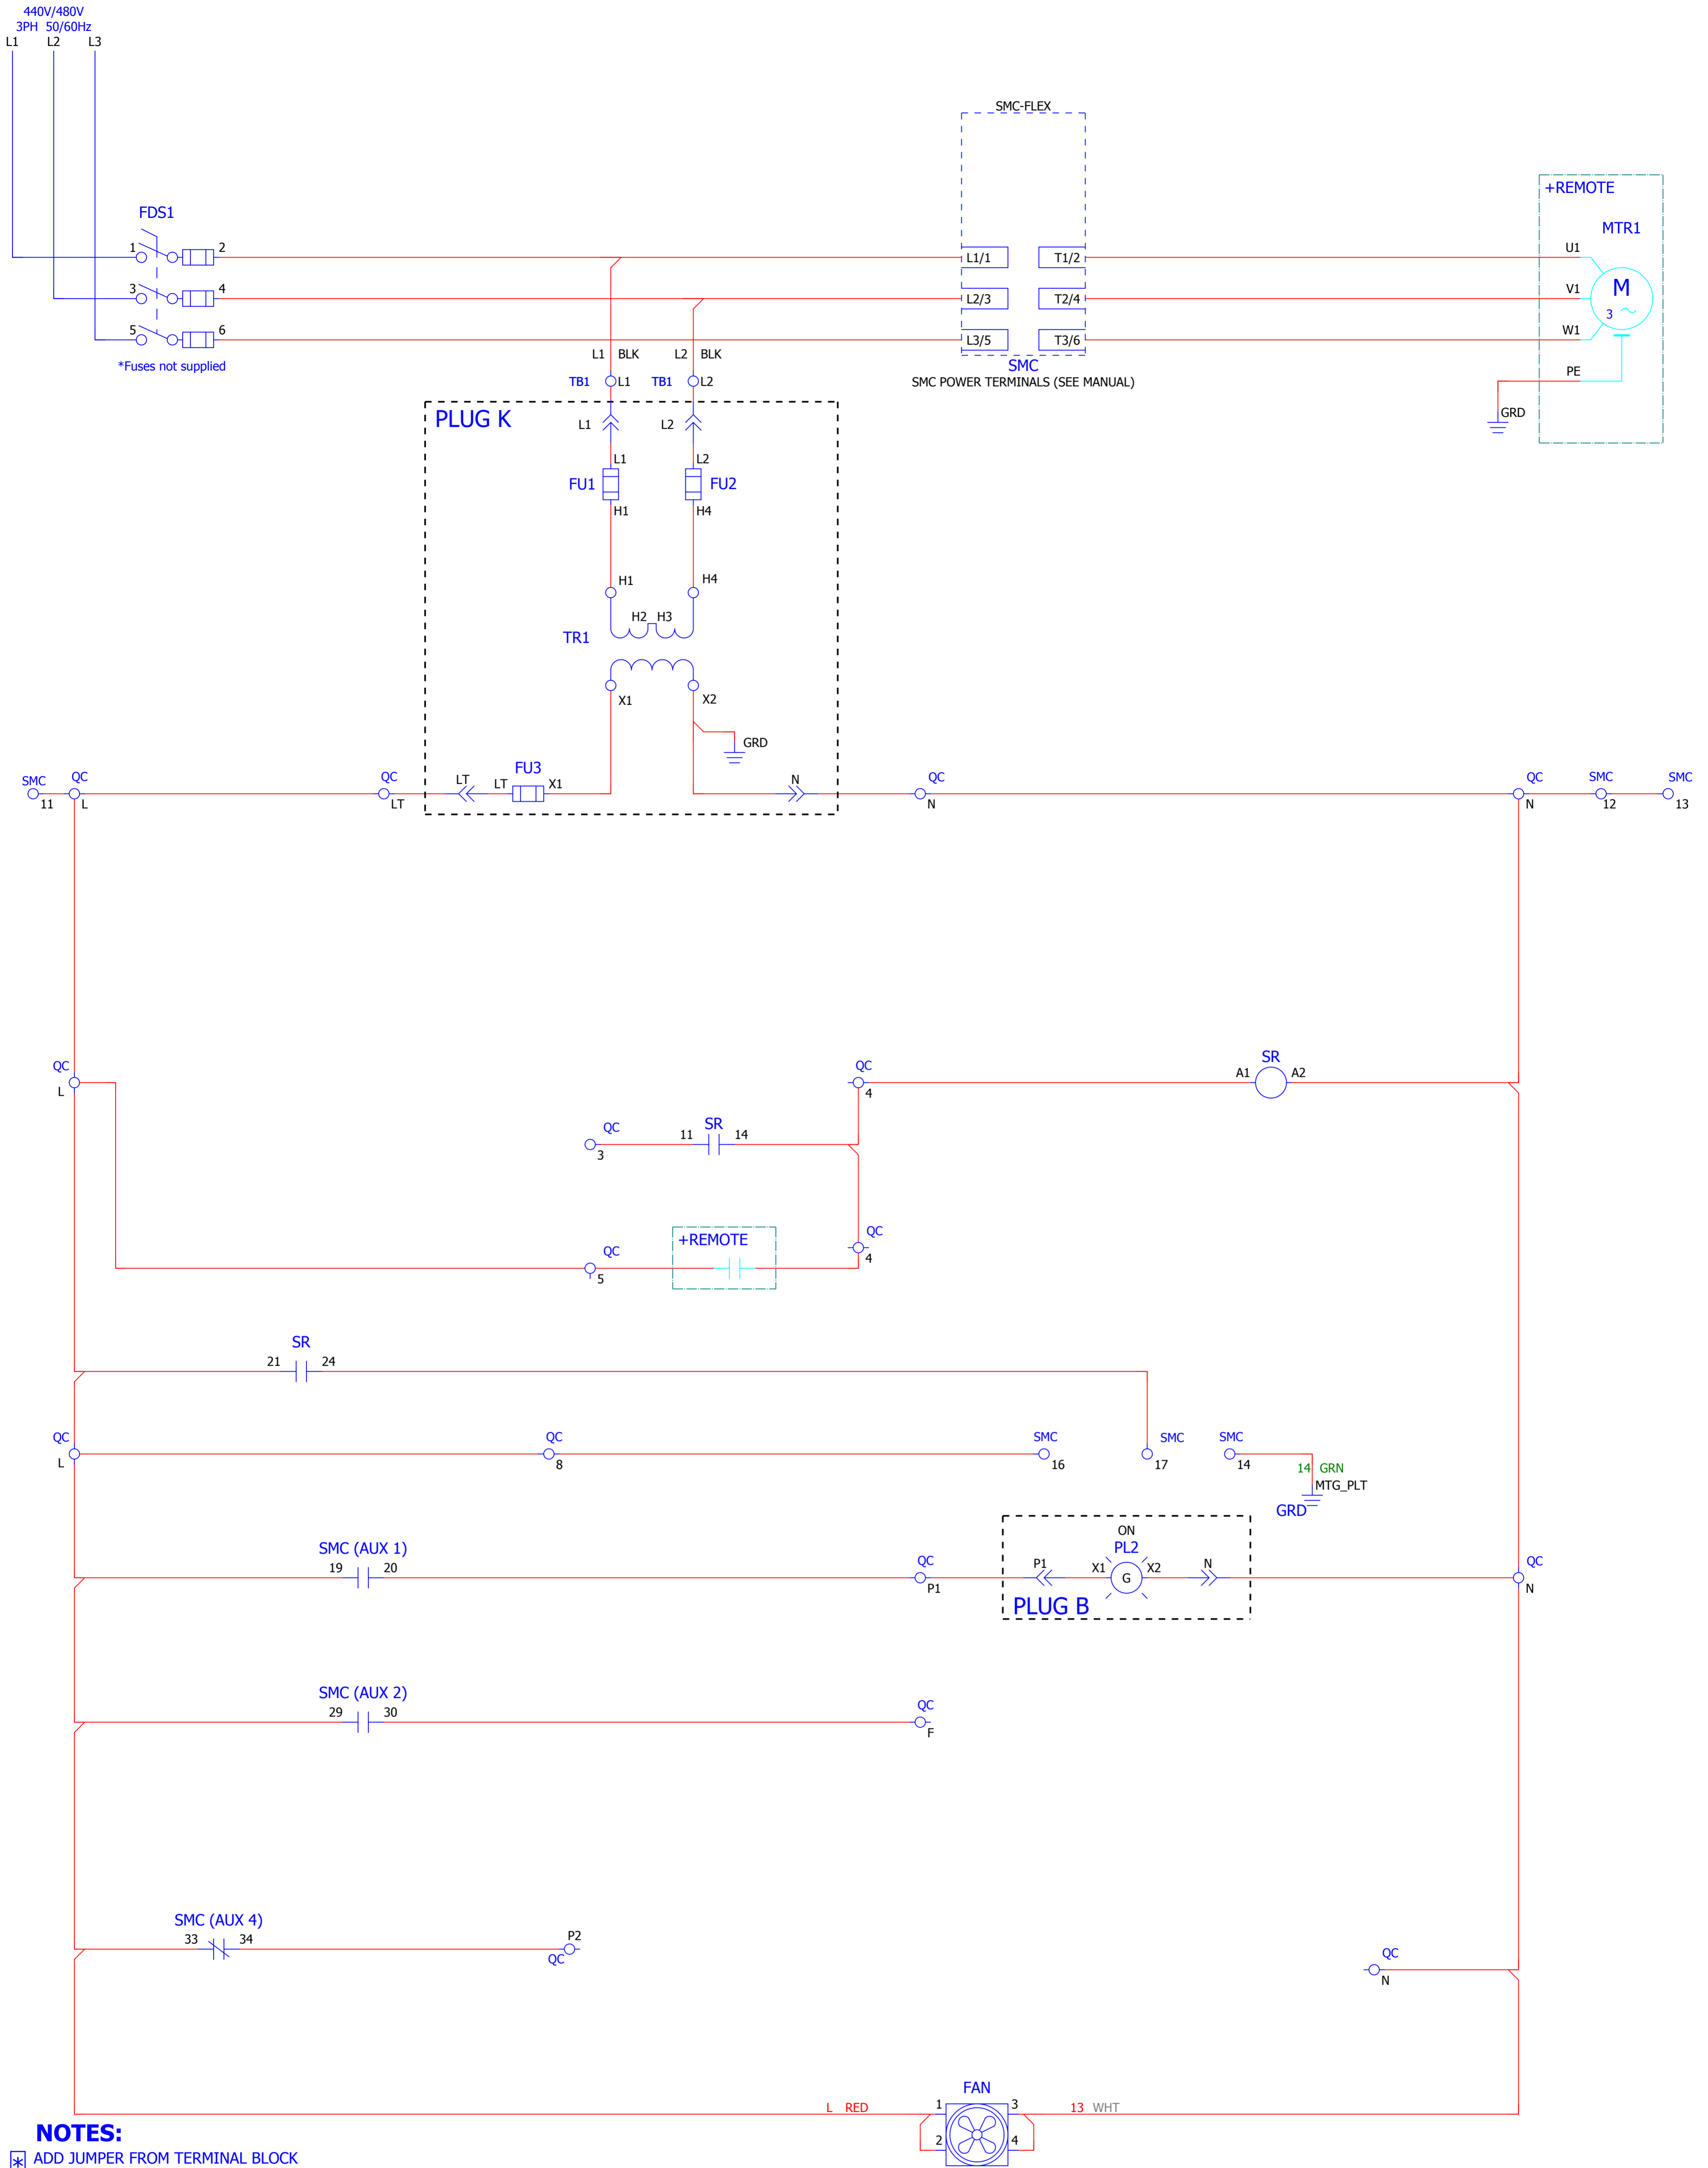 440V/480V
3PH 50/60Hz
L1 L2 L3
SMC-FLEX
+REMOTE
FDS1
MTR1
1 2 L1/1 T1/2 U1
M
3 4 L2/3 T2/4 V1
3
5 6 L3/5 T3/6 W1
*Fuses not supplied
L1 BLK L2 BLK
SMC
SMC POWER TERMINALS (SEE MANUAL)
PE
TB1 L1 TB1 L2
GRD
PLUG K
L1 L2
L1 L2
FU1 FU2
H1 H4
H1 H4
H2 H3
TR1
X1 X2
GRD
FU3
SMC QC QC LT LT X1 N QC QC SMC SMC
11 L LT N N 12 13
QC QC SR
L 4 A1 A2
SR
QC 11 14
3
QC
+REMOTE
QC 4
5
SR
21 24
QC QC SMC SMC SMC
L 8 16 17 14
14 GRN
MTG_PLT
GRD
ON
SMC (AUX 1) PL2
19 20 QC P1 X1 X2 N QC
G
P1 N
PLUG B
SMC (AUX 2)
29 30 QC
F
SMC (AUX 4)
33 34 P2
QC QC
N
FAN
L RED 1 3 13 WHT
2 4
NOTES:
* ADD JUMPER FROM TERMINAL BLOCK